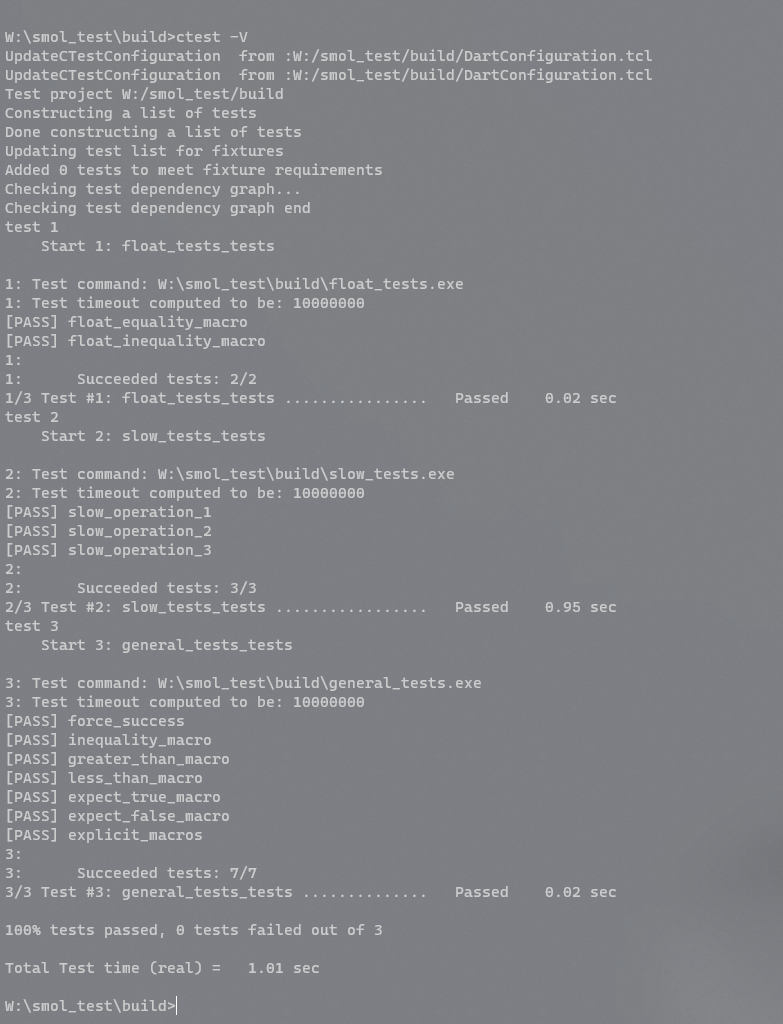 W:\smol_test\build>ctest -V
UpdateCTestConfiguration  from :W:/smol_test/build/DartConfiguration.tcl
UpdateCTestConfiguration  from :W:/smol_test/build/DartConfiguration.tcl
Test project W:/smol_test/build
Constructing a list of tests
Done constructing a list of tests
Updating test list for fixtures
Added 0 tests to meet fixture requirements
Checking test dependency graph...
Checking test dependency graph end
test 1
    Start 1: float_tests_tests

1: Test command: W:\smol_test\build\float_tests.exe
1: Test timeout computed to be: 10000000
[PASS] float_equality_macro
[PASS] float_inequality_macro
1:
1:      Succeeded tests: 2/2
1/3 Test #1: float_tests_tests ................   Passed    0.02 sec
test 2
    Start 2: slow_tests_tests

2: Test command: W:\smol_test\build\slow_tests.exe
2: Test timeout computed to be: 10000000
[PASS] slow_operation_1
[PASS] slow_operation_2
[PASS] slow_operation_3
2:
2:      Succeeded tests: 3/3
2/3 Test #2: slow_tests_tests .................   Passed    0.95 sec
test 3
    Start 3: general_tests_tests

3: Test command: W:\smol_test\build\general_tests.exe
3: Test timeout computed to be: 10000000
[PASS] force_success
[PASS] inequality_macro
[PASS] greater_than_macro
[PASS] less_than_macro
[PASS] expect_true_macro
[PASS] expect_false_macro
[PASS] explicit_macros
3:
3:      Succeeded tests: 7/7
3/3 Test #3: general_tests_tests ..............   Passed    0.02 sec

100% tests passed, 0 tests failed out of 3

Total Test time (real) =   1.01 sec

W:\smol_test\build>